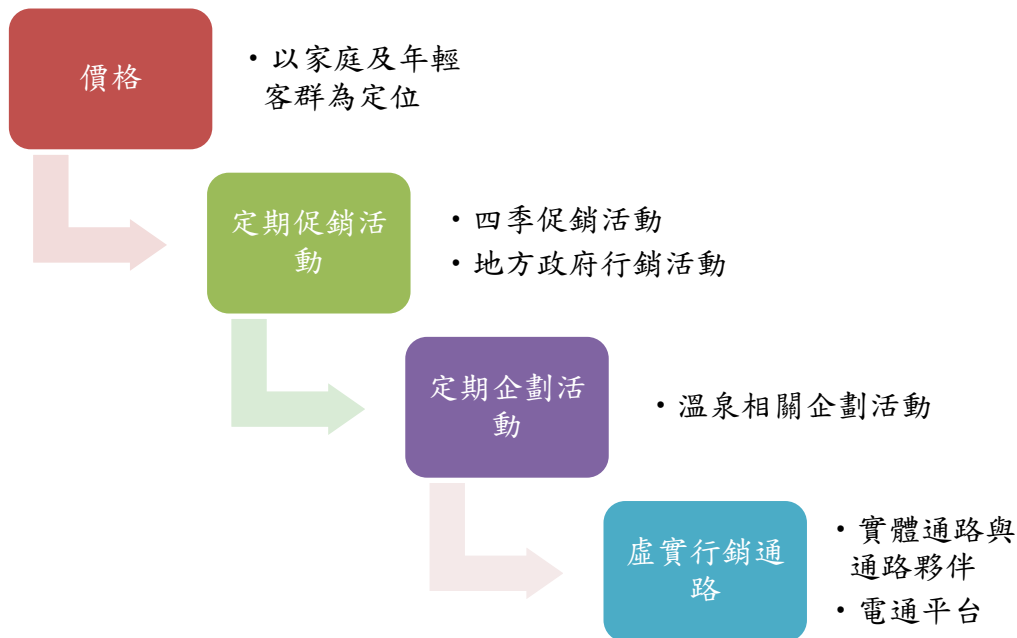 價格
• 以家庭及年輕
客群為定位
定期促銷活
動
• 四季促銷活動
• 地方政府行銷活動
定期企劃活
動
• 溫泉相關企劃活動
虛實行銷通
路
• 實體通路與
通路夥伴
• 電通平台